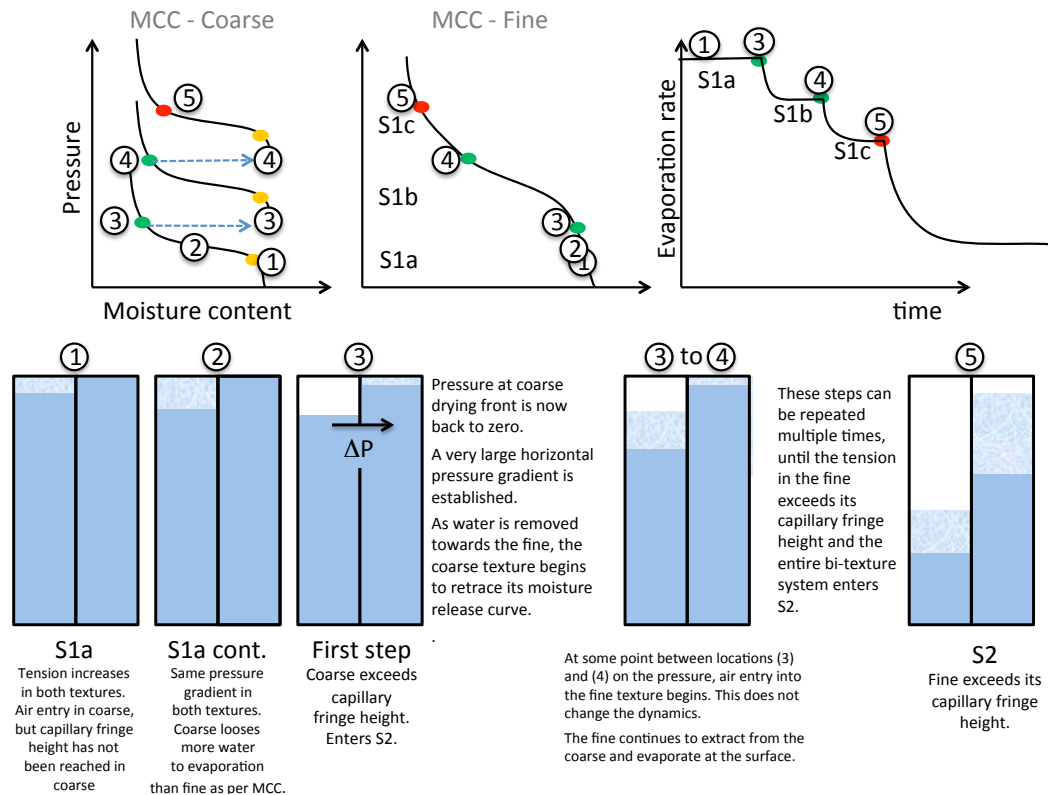 MCC - Coarse
MCC - Fine
Pressure
Moisture content
5
4
4
3
3
2
1
5
S1c
4
S1b
3
2
S1a
1
Evaporation rate
time
1
S1a
3
S1b
4
S1c
5
1
S1a
Tension increases
in both textures.
Air entry in coarse,
but capillary fringe
height has not
been reached in
coarse
2
S1a cont.
Same pressure
gradient in
both textures.
Coarse looses
more water
to evaporation
than fine as per MCC.
3
ΔP
First step
Coarse exceeds
capillary
fringe height.
Enters S2.
Pressure at coarse
drying front is now
back to zero.
A very large horizontal
pressure gradient is
established.
As water is removed
towards the fine, the
coarse texture begins
to retrace its moisture
release curve.
.
3 to 4
At some point between locations (3)
and (4) on the pressure, air entry into
the fine texture begins. This does not
change the dynamics.
The fine continues to extract from the
coarse and evaporate at the surface.
These steps can
be repeated
multiple times,
until the tension
in the fine
exceeds its
capillary fringe
height and the
entire bi-texture
system enters
S2.
5
S2
Fine exceeds its
capillary fringe
height.